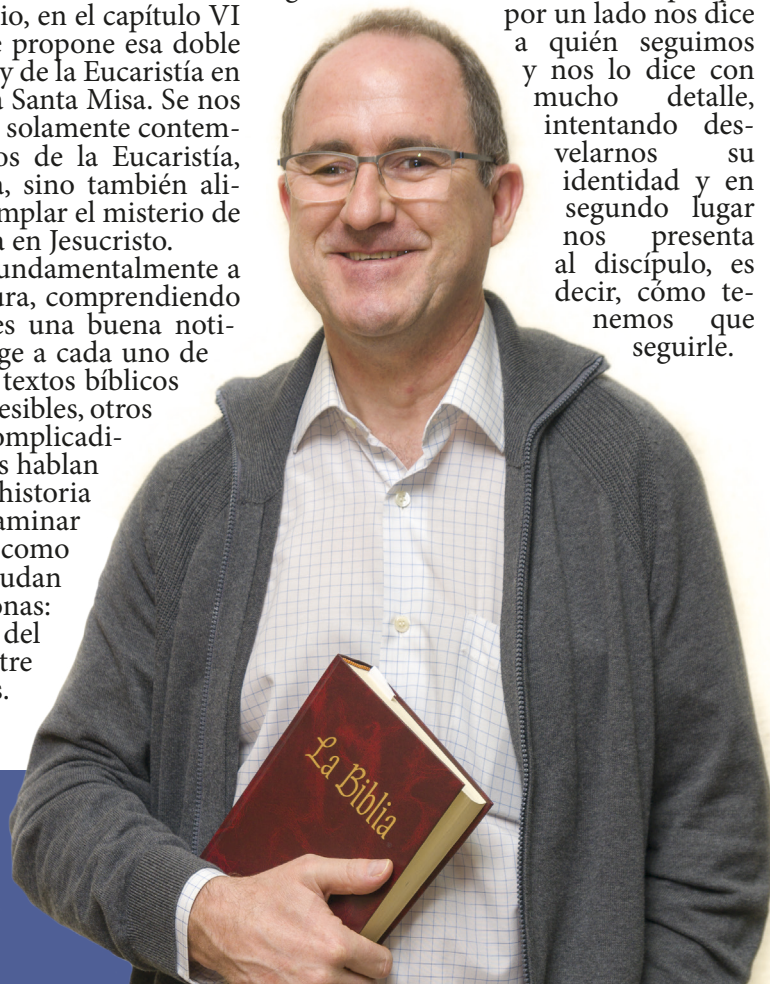 io, en el capítulo VI
e propone esa doble
y de la Eucaristía en
a Santa Misa. Se nos
solamente contem-
os de la Eucaristía,
a, sino también ali-
mplar el misterio de
a en Jesucristo.
undamentalmente a
ura, comprendiendo
es una buena noti-
ge a cada uno de
textos bíblicos
esibles, otros
omplicadi-
s hablan
historia
aminar
como
udan
onas:
del
tre
s.
por un lado nos dice
a quién seguimos
y nos lo dice con
mucho detalle,
intentando des-
velarnos su
identidad y en
segundo lugar
nos presenta
al discípulo, es
decir, cómo te-
nemos que
seguirle.
La Biblia